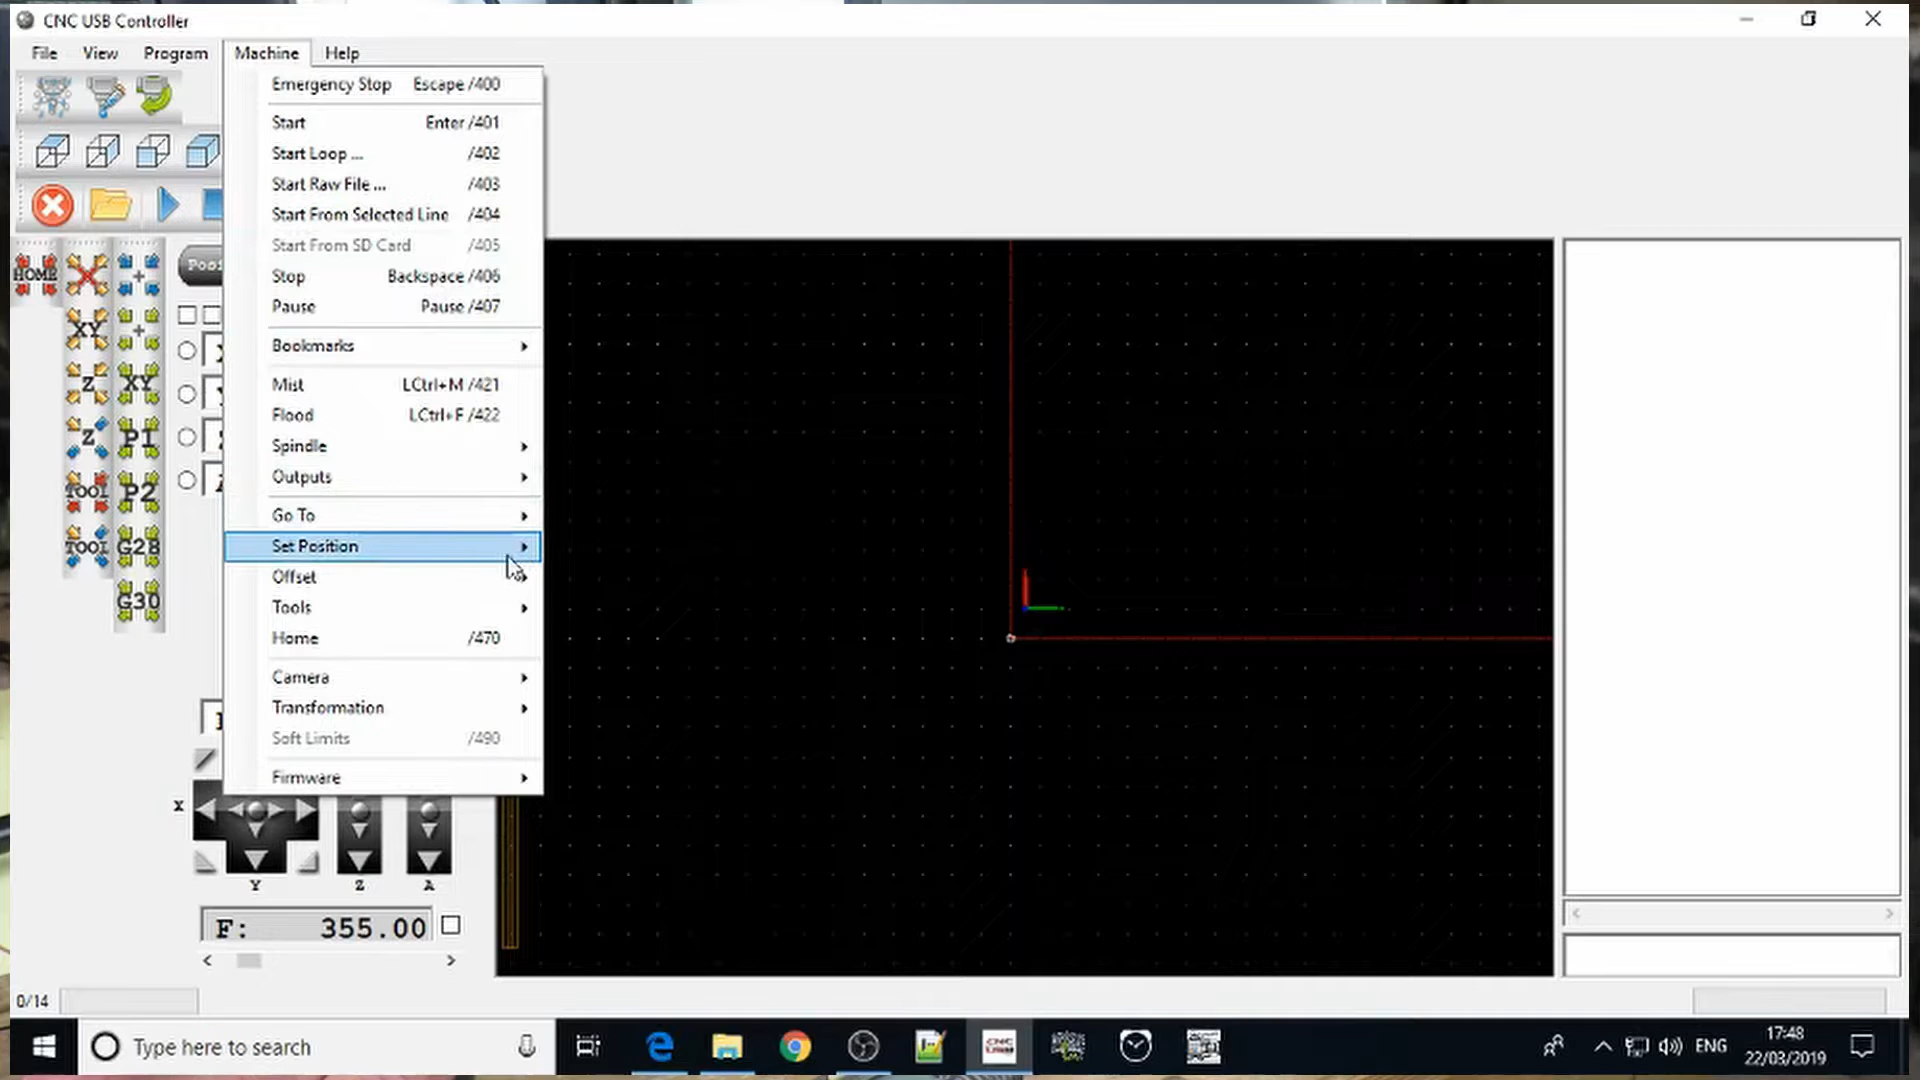 CNC USB Controller
File View Program Machine Help
Emergency Stop Escape /400
Start Enter /401
Start Loop ... /402
Start Raw File ... /403
Start From Selected Line /404
Start From SD Card /405
Stop Backspace /406
Pause Pause /407
Bookmarks
Mist LCtrl+M /421
Flood LCtrl+F /422
Spindle
Outputs
Go To
Set Position
Offset
Tools
Home /470
Camera
Transformation
Soft Limits /490
Firmware
HOME
XY
Z
XY
Z
P1
TOOL
P2
TOOL
G28
G30
X
Y
Z
A
F: 355.00
0/14
Type here to search
ENG
17:48
22/03/2019